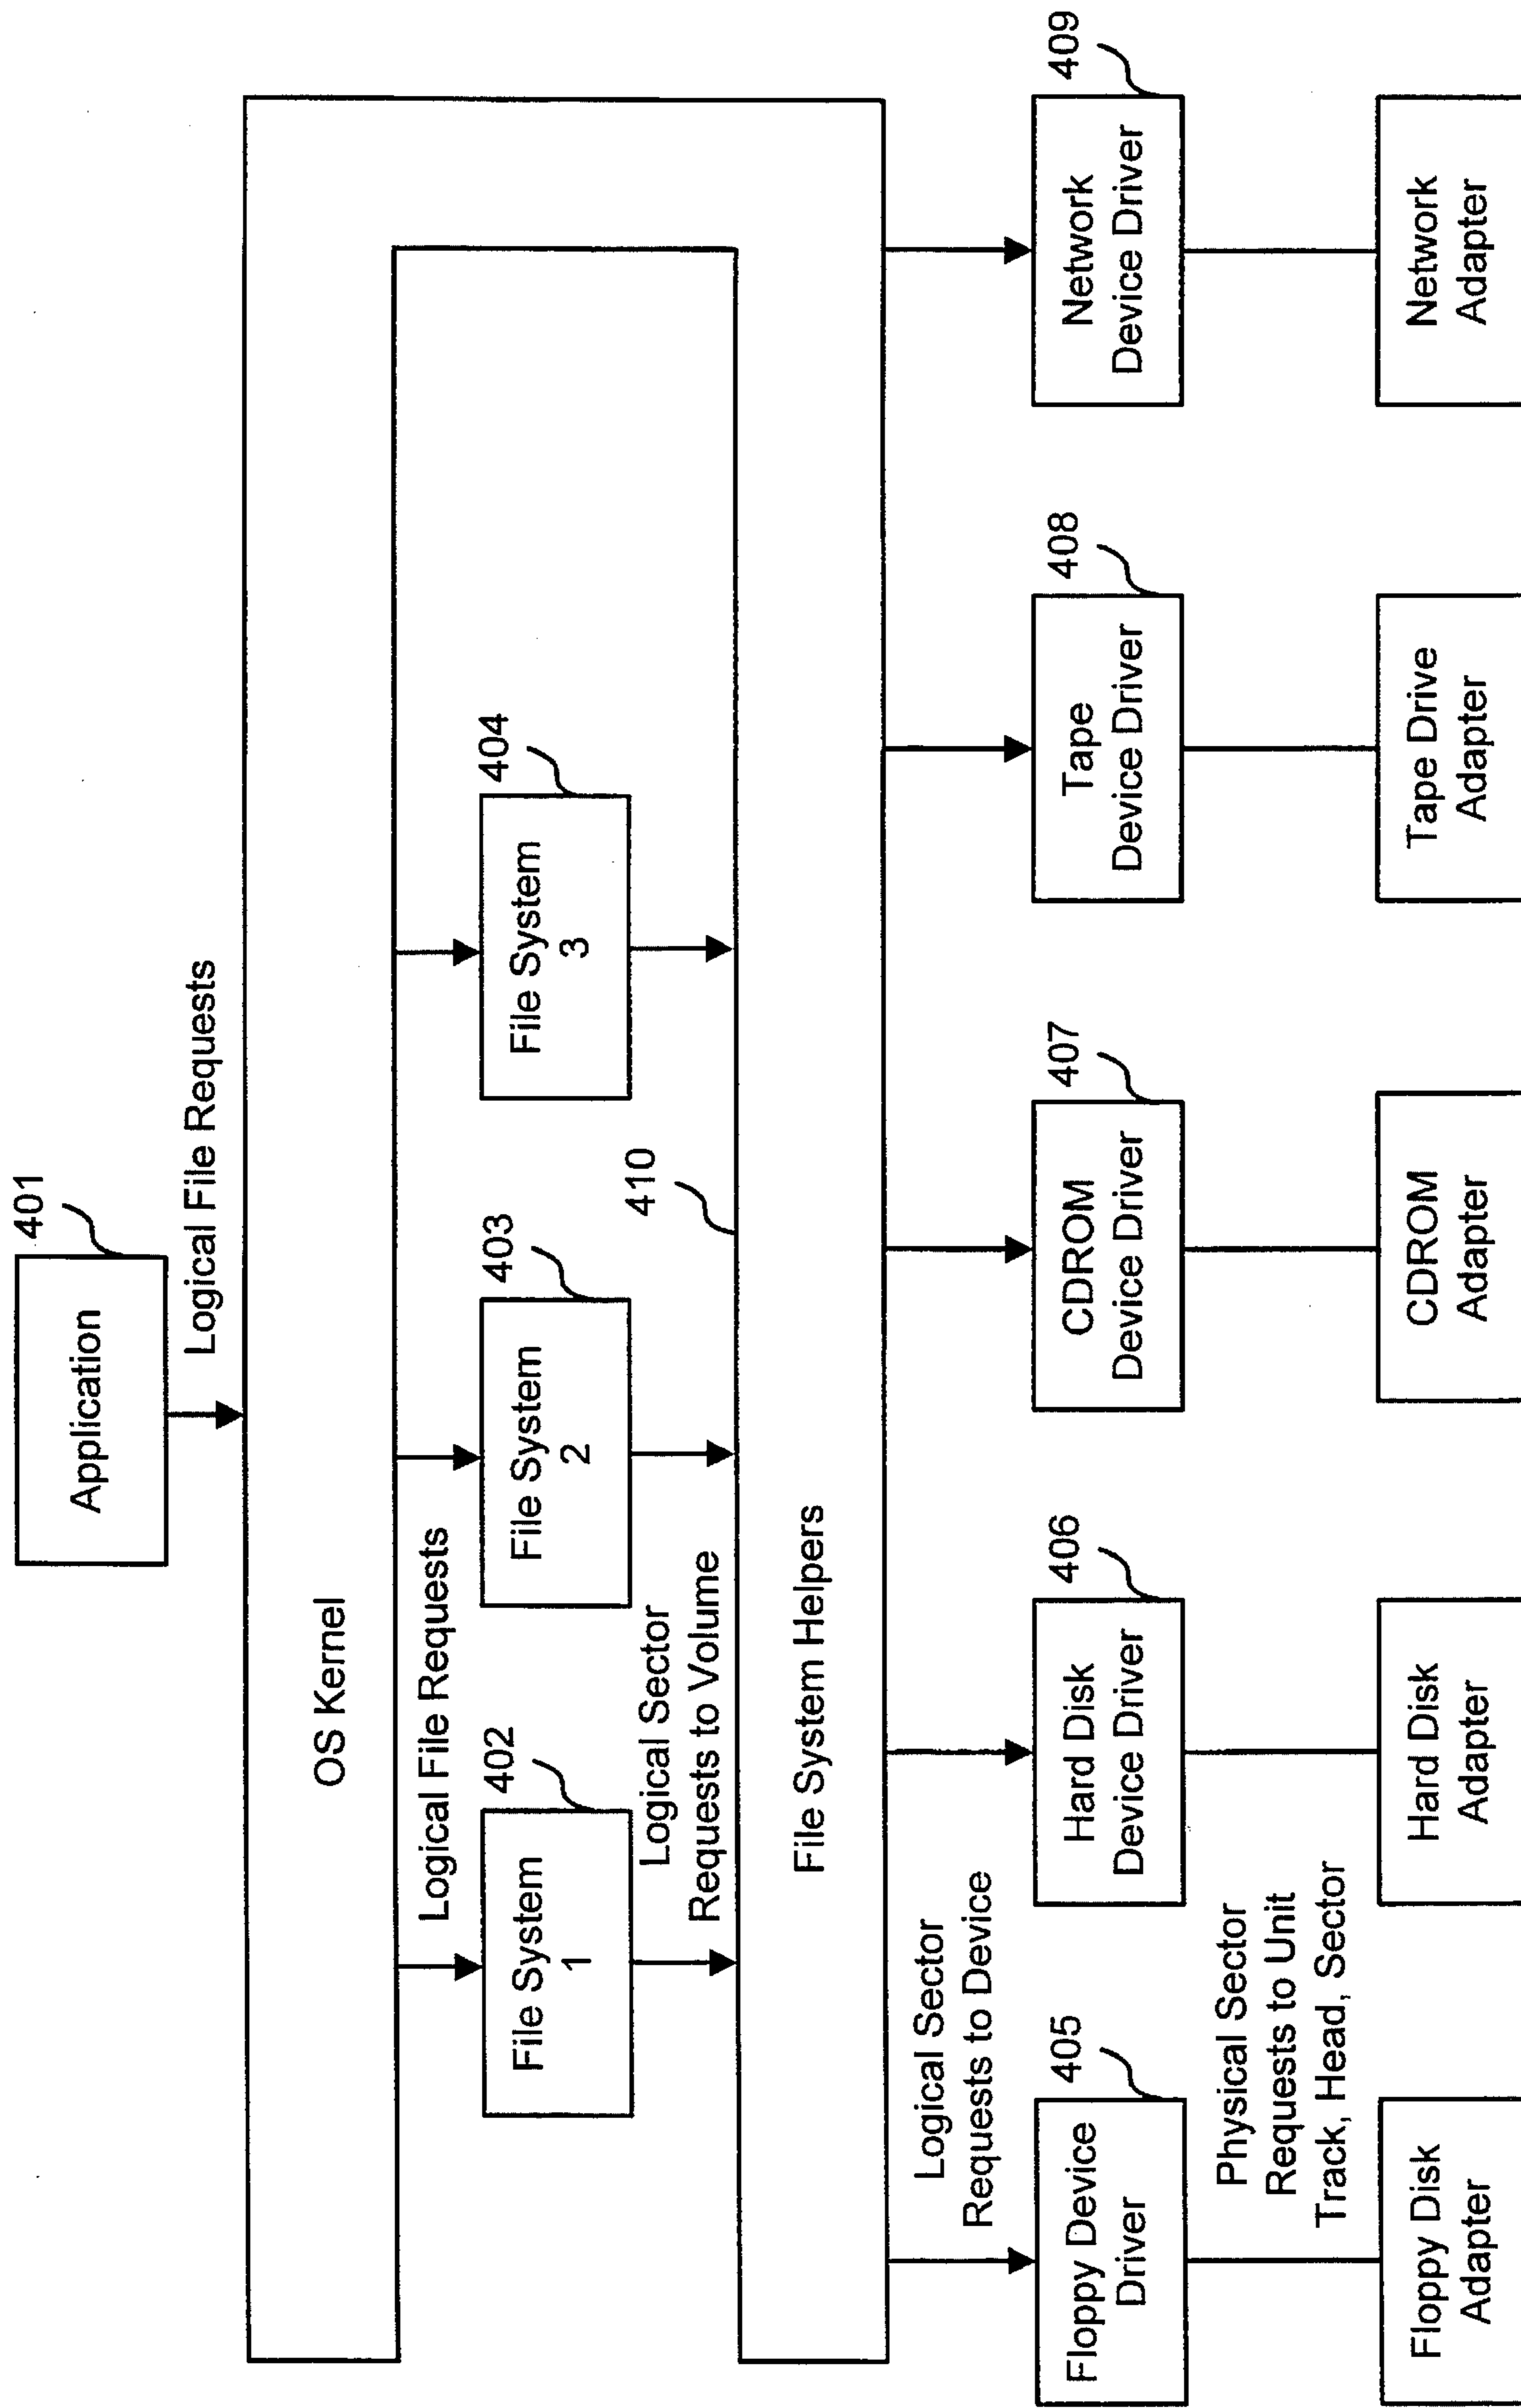 401
Application
Logical File Requests
OS Kernel
Logical File Requests
402
File System
1
403
File System
2
404
File System
3
Logical Sector
Requests to Volume
410
File System Helpers
Logical Sector
Requests to Device
405
Floppy Device
Driver
406
Hard Disk
Device Driver
407
CDROM
Device Driver
408
Tape
Device Driver
409
Network
Device Driver
Physical Sector
Requests to Unit
Track, Head, Sector
Floppy Disk
Adapter
Hard Disk
Adapter
CDROM
Adapter
Tape Drive
Adapter
Network
Adapter